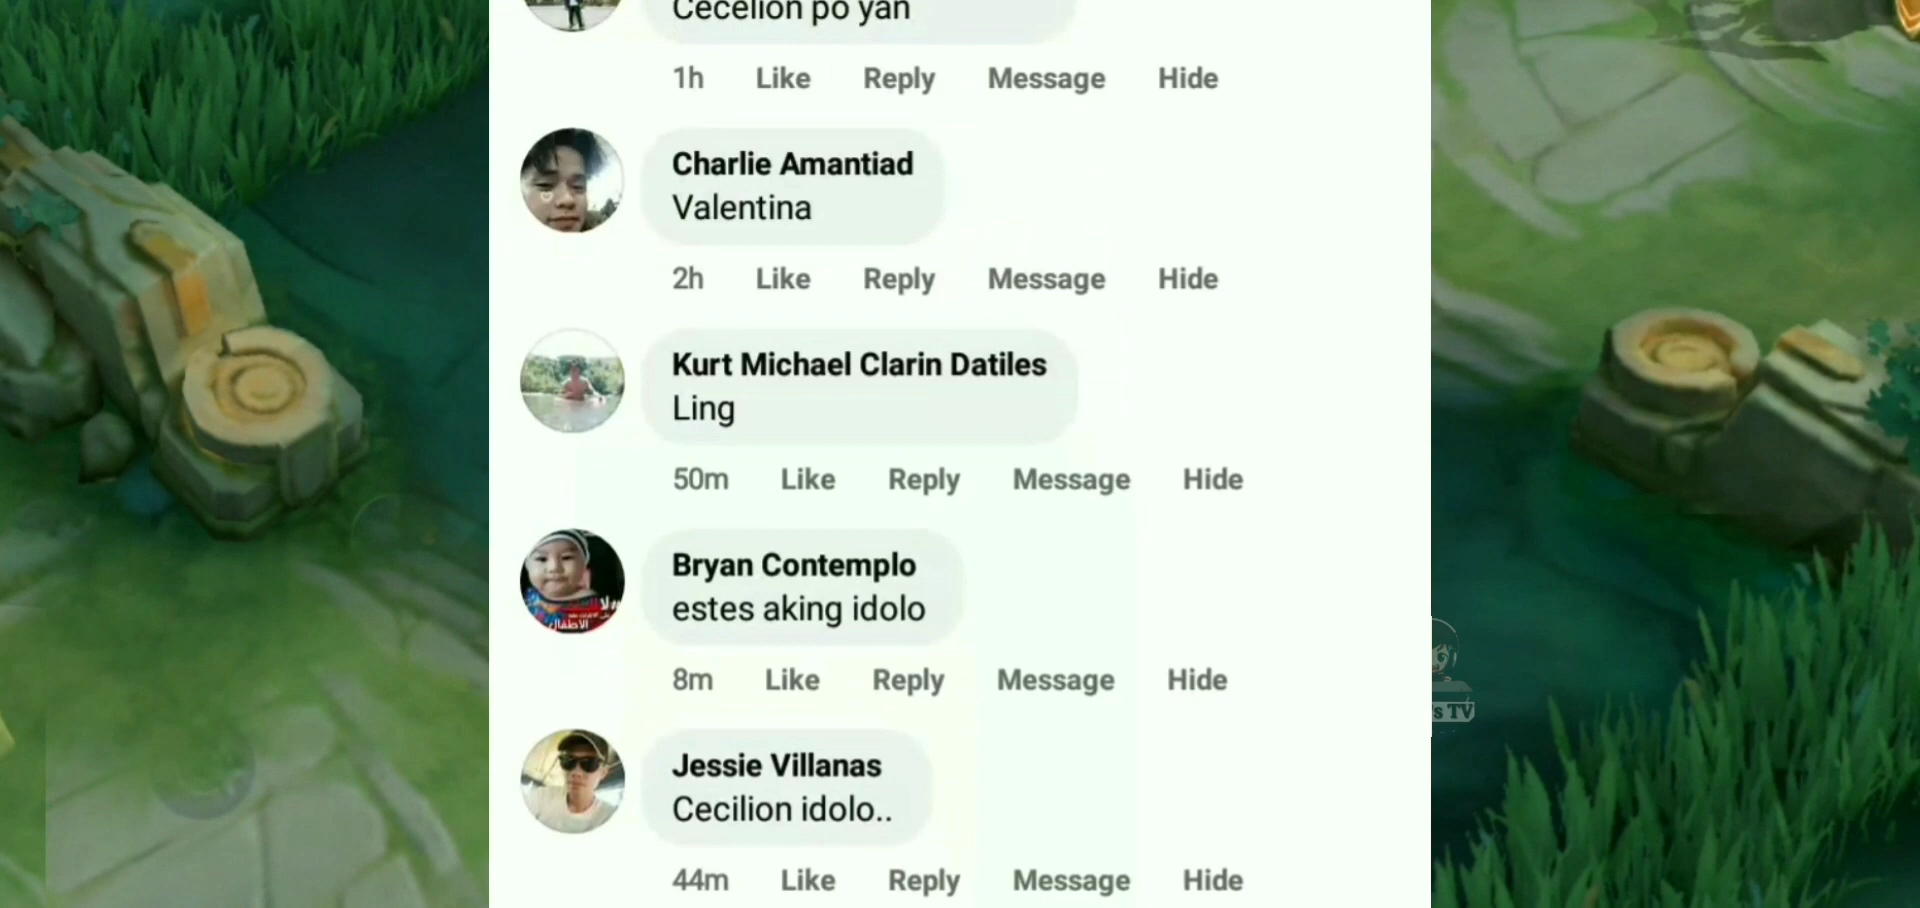 Cecelion po yan
1h Like Reply Message Hide
Charlie Amantiad
Valentina
2h Like Reply Message Hide
Kurt Michael Clarin Datiles
Ling
50m Like Reply Message Hide
Bryan Contemplo
estes aking idolo
8m Like Reply Message Hide
Jessie Villanas
Cecilion idolo..
44m Like Reply Message Hide
's TV